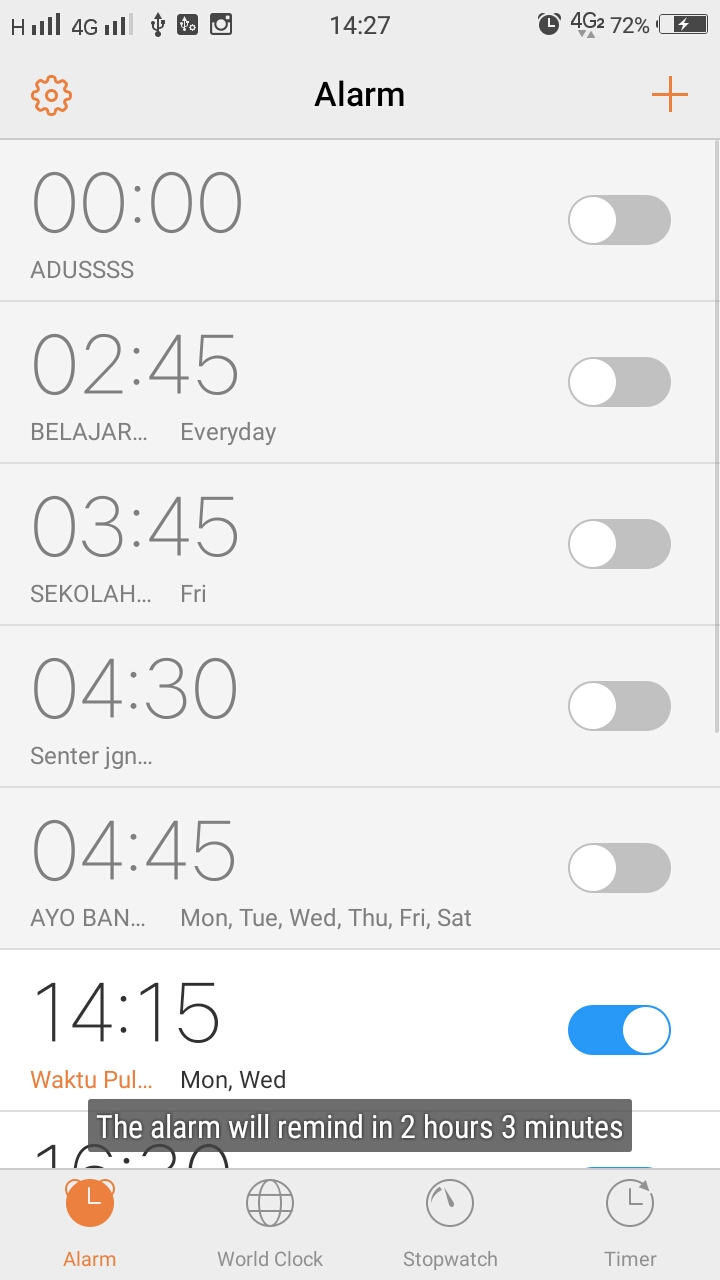 H 4G 14:27 4G2 72%
Alarm
00:00
ADUSSSS
02:45
BELAJAR... Everyday
03:45
SEKOLAH... Fri
04:30
Senter jgn...
04:45
AYO BAN... Mon, Tue, Wed, Thu, Fri, Sat
14:15
Waktu Pul... Mon, Wed
The alarm will remind in 2 hours 3 minutes
Alarm World Clock Stopwatch Timer